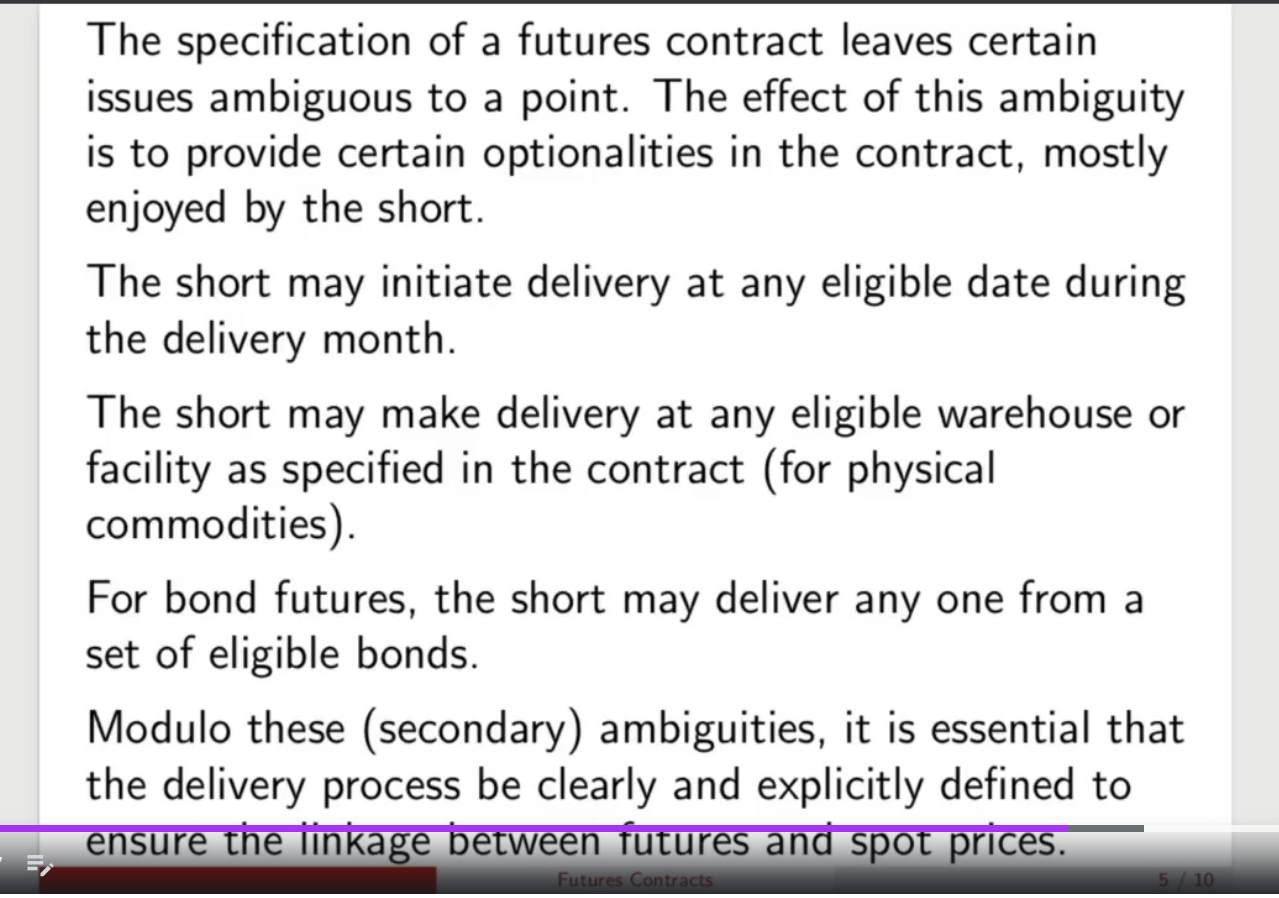 The specification of a futures contract leaves certain
issues ambiguous to a point. The effect of this ambiguity
is to provide certain optionalities in the contract, mostly
enjoyed by the short.
The short may initiate delivery at any eligible date during
the delivery month.
The short may make delivery at any eligible warehouse or
facility as specified in the contract (for physical
commodities).
For bond futures, the short may deliver any one from a
set of eligible bonds.
Modulo these (secondary) ambiguities, it is essential that
the delivery process be clearly and explicitly defined to
ensure the linkage between futures and spot prices.
Futures Contracts 5 / 10